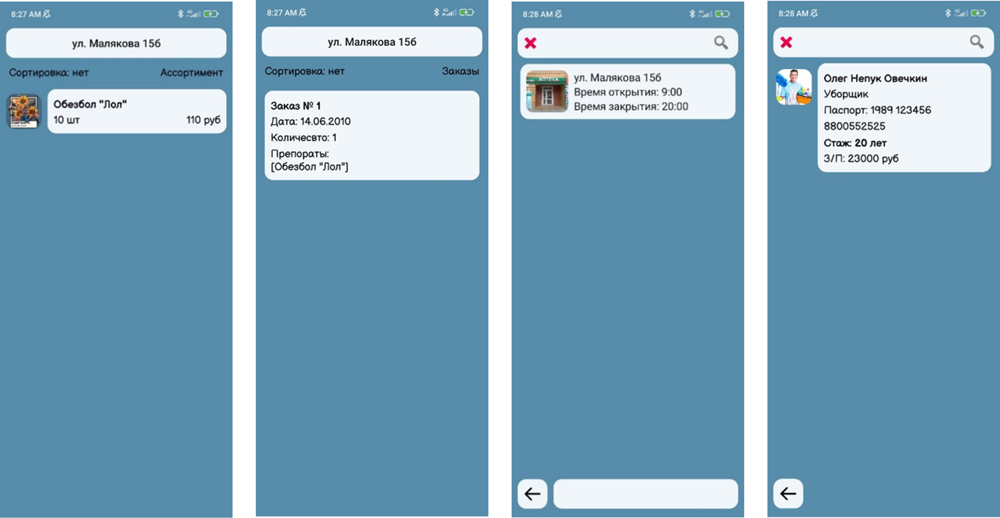 8:27 AM
ул. Малякова 15б
Сортировка: нет
Ассортимент
Обезбол "Лол"
10 шт
110 руб
8:27 AM
ул. Малякова 15б
Сортировка: нет
Заказы
Заказ № 1
Дата: 14.06.2010
Количесвто: 1
Препораты:
[Обезбол "Лол"]
8:28 AM
АПТЕКА
ул. Малякова 15б
Время открытия: 9:00
Время закрытия: 20:00
8:28 AM
Олег Непук Овечкин
Уборщик
Паспорт: 1989 123456
8800552525
Стаж: 20 лет
З/П: 23000 руб